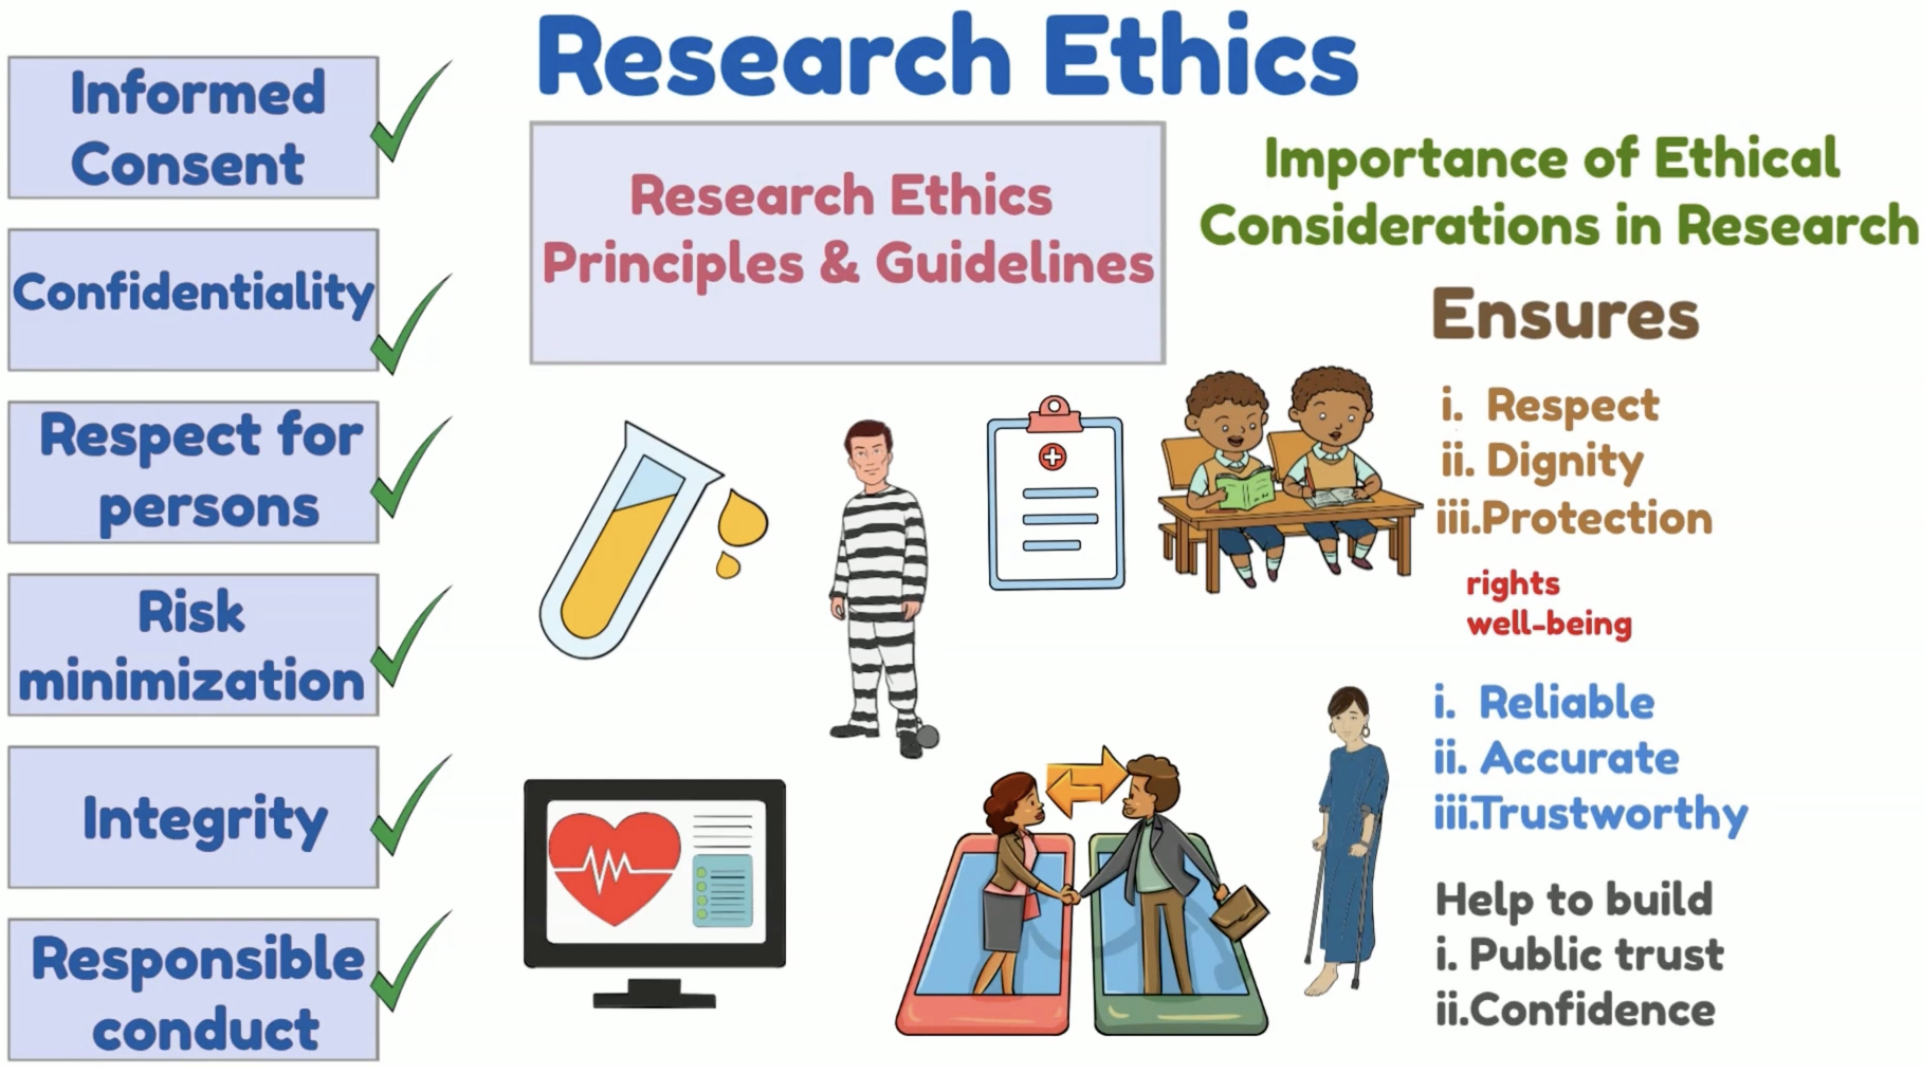 Research Ethics
Informed
Consent
Confidentiality
Respect for
persons
Risk
minimization
Integrity
Responsible
conduct
Research Ethics
Principles & Guidelines
Importance of Ethical
Considerations in Research
Ensures
i. Respect
ii. Dignity
iii.Protection
rights
well-being
i. Reliable
ii. Accurate
iii.Trustworthy
Help to build
i. Public trust
ii.Confidence